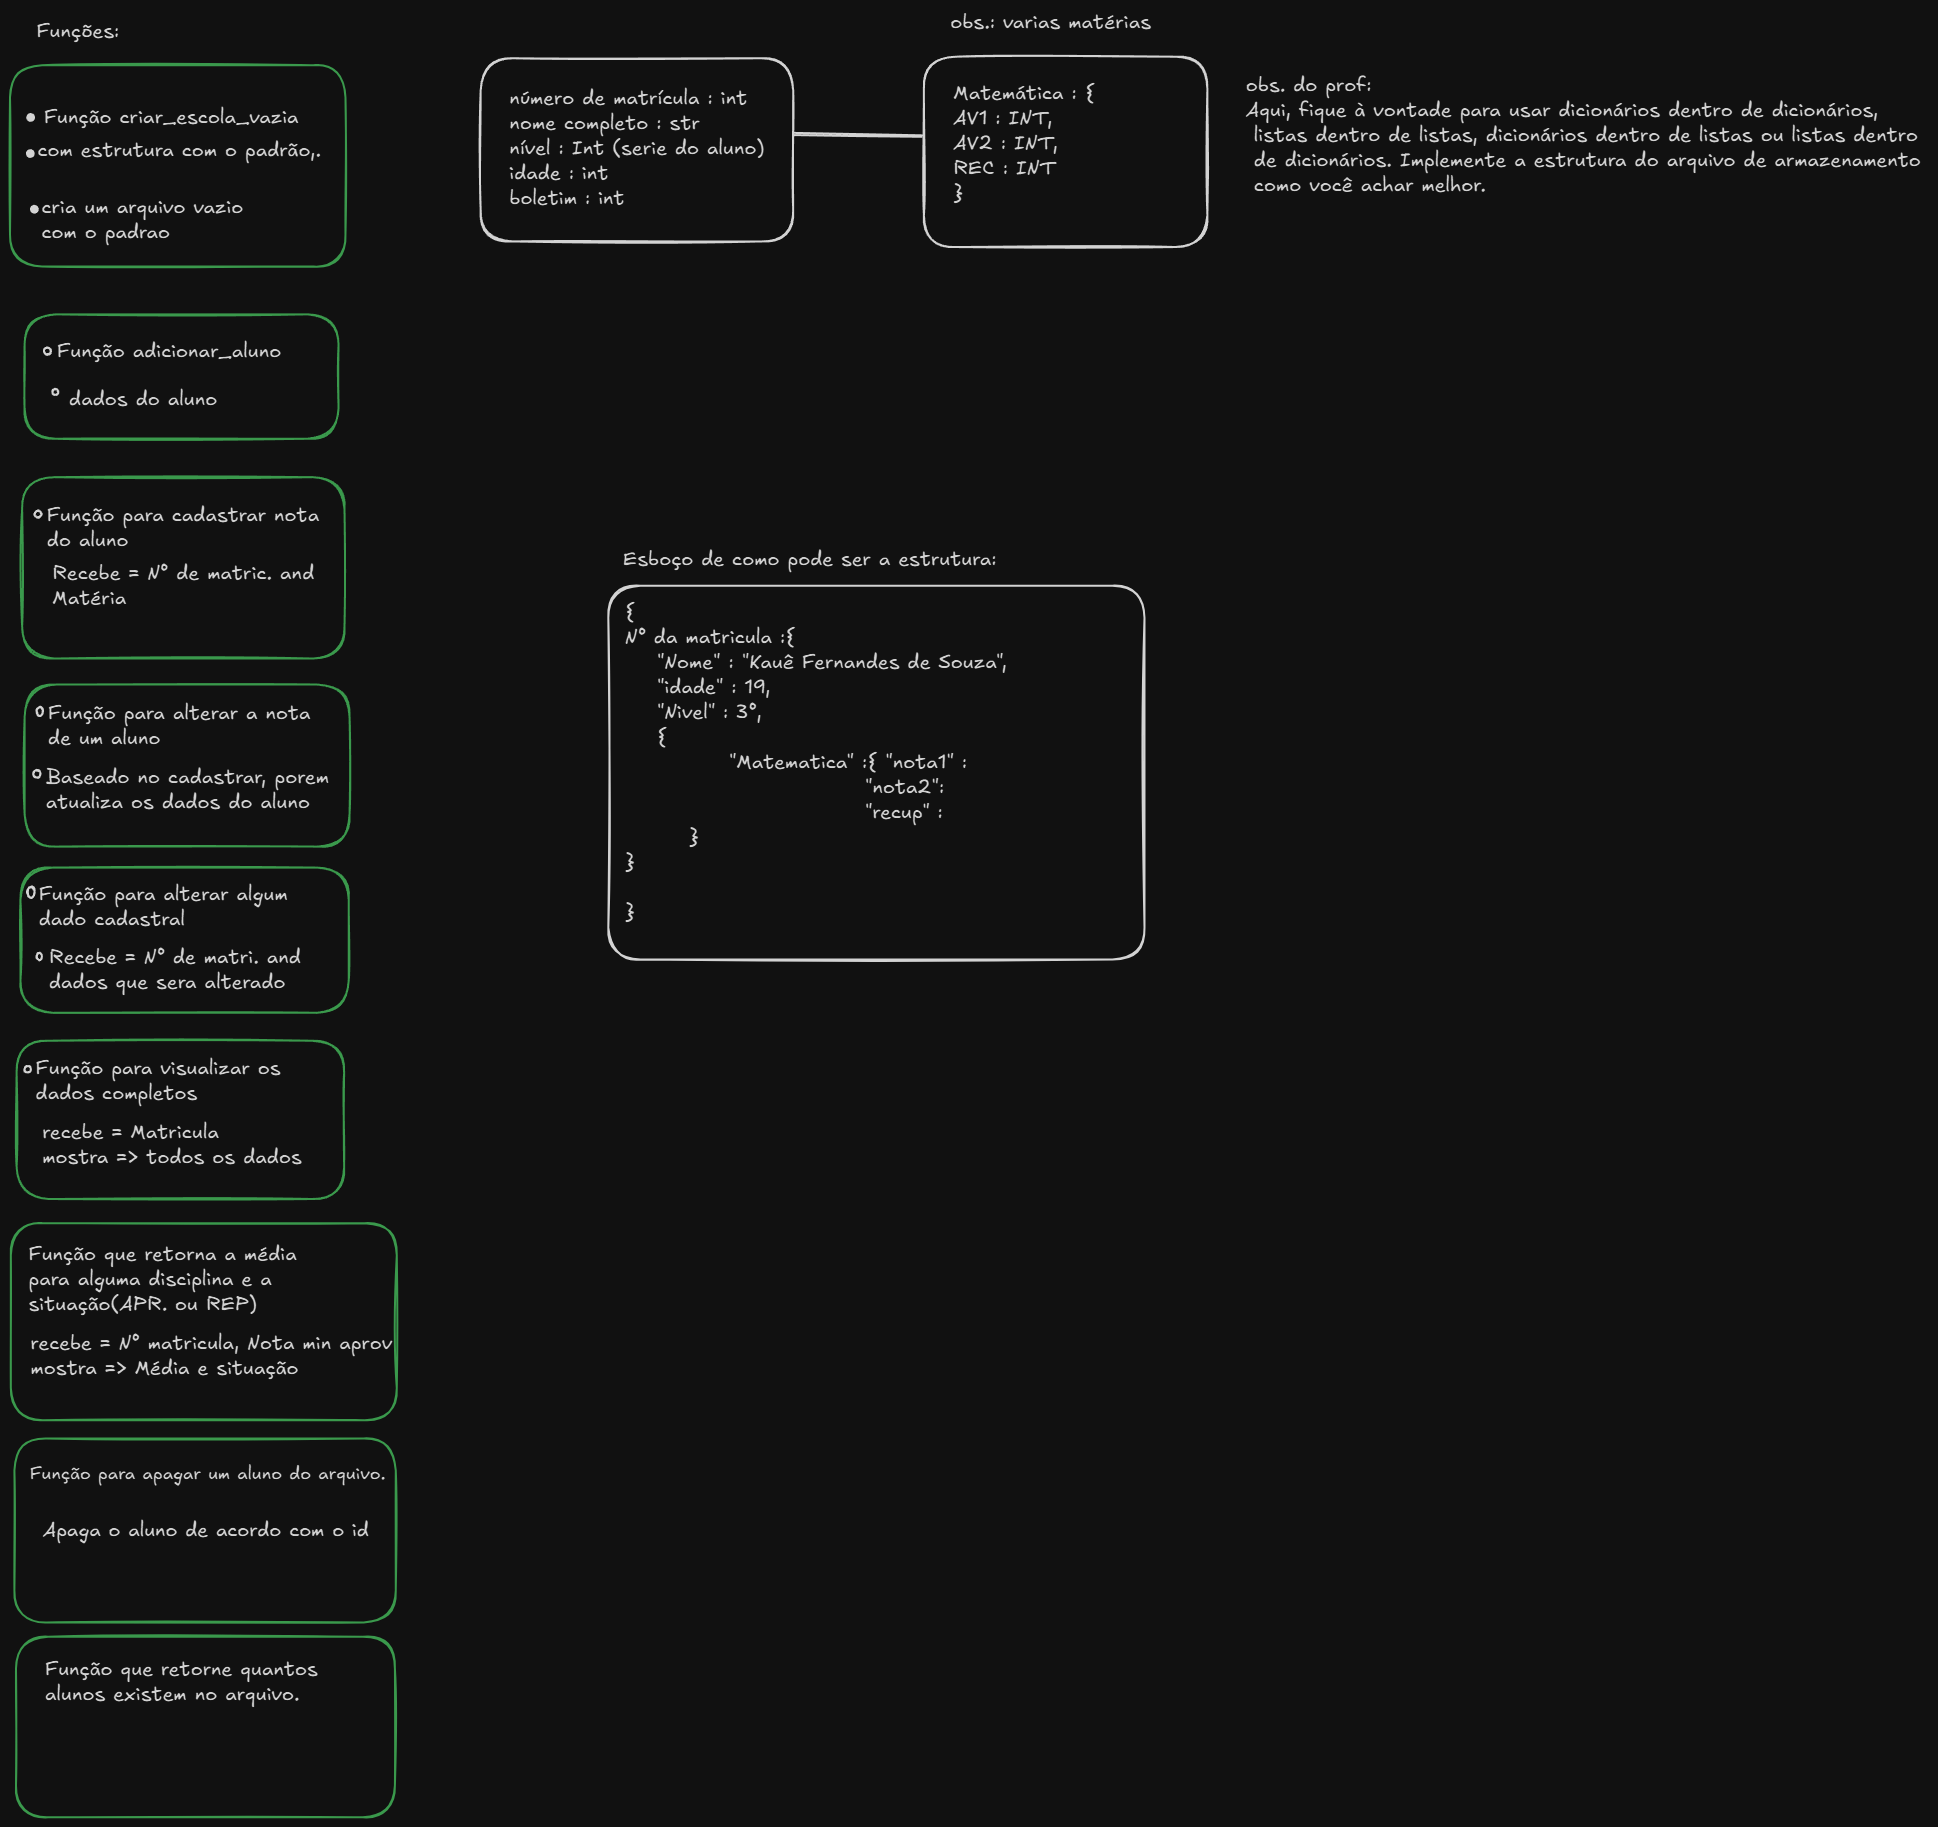 Funções:
● Função criar_escola_vazia
● com estrutura com o padrão,.
● cria um arquivo vazio
com o padrao
número de matrícula : int
nome completo : str
nível : Int (serie do aluno)
idade : int
boletim : int
obs.: varias matérias
Matemática : {
AV1 : INT,
AV2 : INT,
REC : INT
}
obs. do prof:
Aqui, fique à vontade para usar dicionários dentro de dicionários,
listas dentro de listas, dicionários dentro de listas ou listas dentro
de dicionários. Implemente a estrutura do arquivo de armazenamento
como você achar melhor.
Função adicionar_aluno
dados do aluno
Função para cadastrar nota
do aluno
Recebe = N° de matric. and
Matéria
Função para alterar a nota
de um aluno
Baseado no cadastrar, porem
atualiza os dados do aluno
Função para alterar algum
dado cadastral
Recebe = N° de matri. and
dados que sera alterado
Função para visualizar os
dados completos
recebe = Matricula
mostra => todos os dados
Função que retorna a média
para alguma disciplina e a
situação(APR. ou REP)
recebe = N° matricula, Nota min aprov
mostra => Média e situação
Função para apagar um aluno do arquivo.
Apaga o aluno de acordo com o id
Função que retorne quantos
alunos existem no arquivo.
Esboço de como pode ser a estrutura:
{
N° da matricula :{
"Nome" : "Kauê Fernandes de Souza",
"idade" : 19,
"Nivel" : 3°,
{
"Matematica" :{ "nota1" :
"nota2":
"recup" :
}
}
}